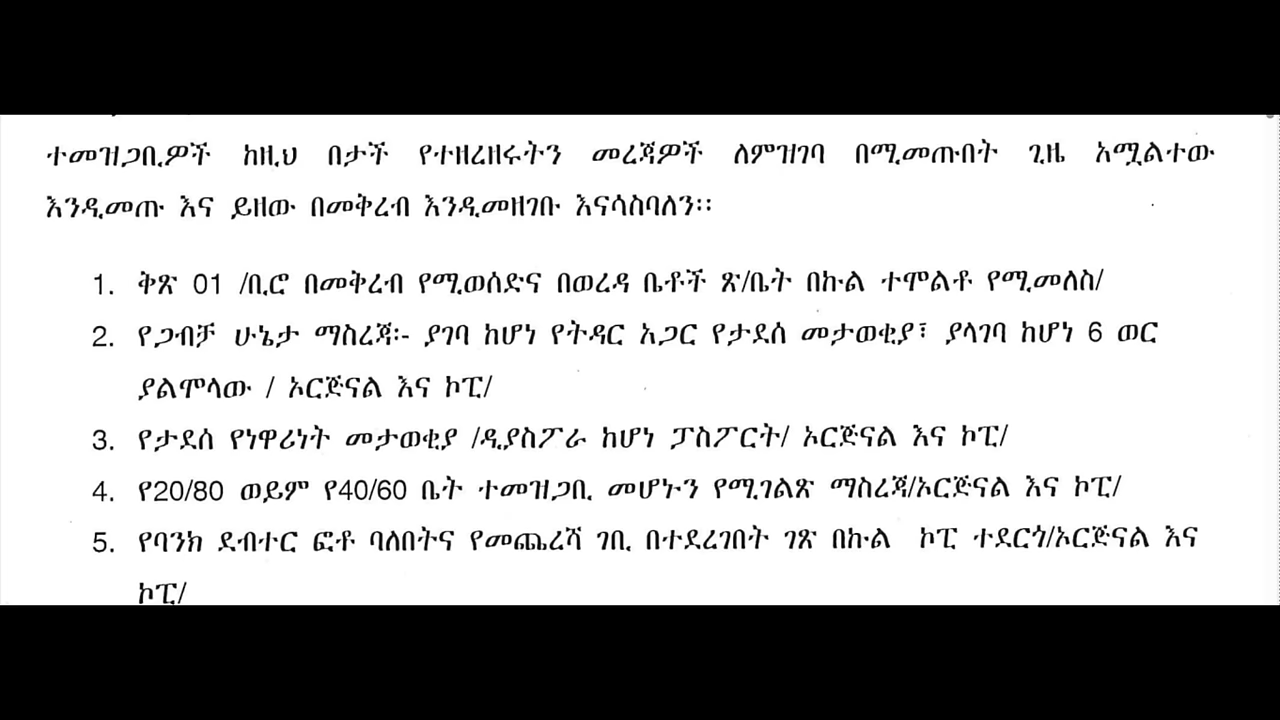 ተመዝጋቢዎች ከዚህ በታች የተዘረዘሩትን መረጃዎች ለምዝገባ በሚመጡበት ጊዜ አሟልተው
እንዲመጡ እና ይዘው በመቅረብ እንዲመዘገቡ እናሳስባለን፡፡
1. ቅጽ 01 /ቢሮ በመቅረብ የሚወሰድና በወረዳ ቤቶች ጽ/ቤት በኩል ተሞልቶ የሚመለስ/
2. የጋብቻ ሁኔታ ማስረጃ፡- ያገባ ከሆነ የትዳር አጋር የታደሰ መታወቂያ፣ ያላገባ ከሆነ 6 ወር
ያልሞላው / ኦርጅናል እና ኮፒ/
3. የታደሰ የነዋሪነት መታወቂያ /ዲያስፖራ ከሆነ ፓስፖርት/ ኦርጅናል እና ኮፒ/
4. የ20/80 ወይም የ40/60 ቤት ተመዝጋቢ መሆኑን የሚገልጽ ማስረጃ/ኦርጅናል እና ኮፒ/
5. የባንክ ደብተር ፎቶ ባለበትና የመጨረሻ ገቢ በተደረገበት ገጽ በኩል ኮፒ ተደርጎ/ኦርጅናል እና
ኮፒ/